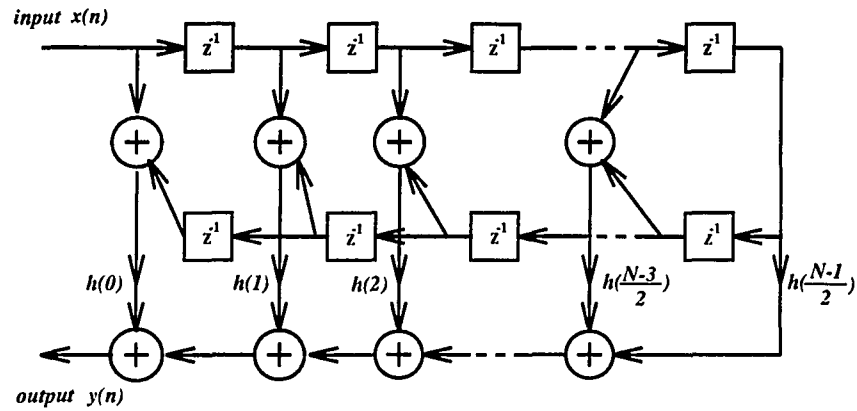 input x(n)
z⁻¹ z⁻¹ z⁻¹ z⁻¹
+ + + +
z⁻¹ z⁻¹ z⁻¹ z⁻¹
h(0) h(1) h(2) h(N-3/2) h(N-1/2)
+ + + +
output y(n)